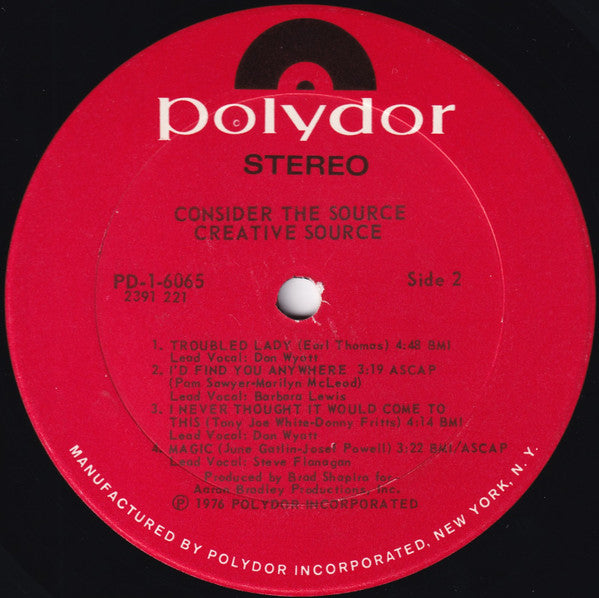 polydor
STEREO
CONSIDER THE SOURCE
CREATIVE SOURCE
PD-1-6065
2391 221
Side 2
1. TROUBLED LADY (Earl Thomas) 4:48 BMI
Lead Vocal: Dan Wyatt
2. I'D FIND YOU ANYWHERE 3:19 ASCAP
(Pam Sawyer-Marilyn McLeod)
Lead Vocal: Barbara Lewis
3. I NEVER THOUGHT IT WOULD COME TO
THIS (Tony Joe White-Donny Fritts) 4:14 BMI
Lead Vocal: Dan Wyatt
4. MAGIC (June Gatlin-Josef Powell) 3:22 BMI/ASCAP
Lead Vocal: Steve Flanagan
Produced by Brad Shapiro for
Aaron Bradley Productions, Inc.
℗ 1976 POLYDOR INCORPORATED
MANUFACTURED BY POLYDOR INCORPORATED, NEW YORK, N.Y.